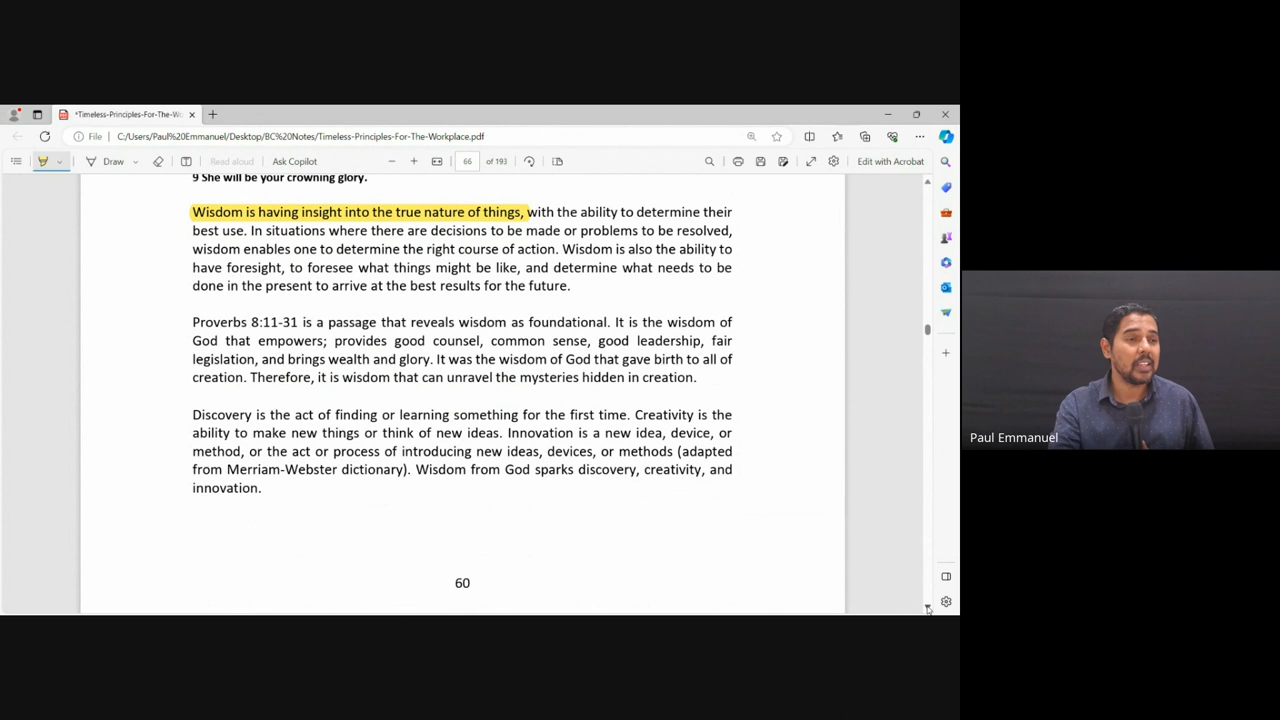 *Timeless-Principles-For-The-Wo
File
C:/Users/Paul%20Emmanuel/Desktop/BC%20Notes/Timeless-Principles-For-The-Workplace.pdf
Draw
Read aloud
Ask Copilot
66
of 193
Edit with Acrobat
9 She will be your crowning glory.
Wisdom is having insight into the true nature of things, with the ability to determine their
best use. In situations where there are decisions to be made or problems to be resolved,
wisdom enables one to determine the right course of action. Wisdom is also the ability to
have foresight, to foresee what things might be like, and determine what needs to be
done in the present to arrive at the best results for the future.
Proverbs 8:11-31 is a passage that reveals wisdom as foundational. It is the wisdom of
God that empowers; provides good counsel, common sense, good leadership, fair
legislation, and brings wealth and glory. It was the wisdom of God that gave birth to all of
creation. Therefore, it is wisdom that can unravel the mysteries hidden in creation.
Discovery is the act of finding or learning something for the first time. Creativity is the
ability to make new things or think of new ideas. Innovation is a new idea, device, or
method, or the act or process of introducing new ideas, devices, or methods (adapted
from Merriam-Webster dictionary). Wisdom from God sparks discovery, creativity, and
innovation.
60
Paul Emmanuel